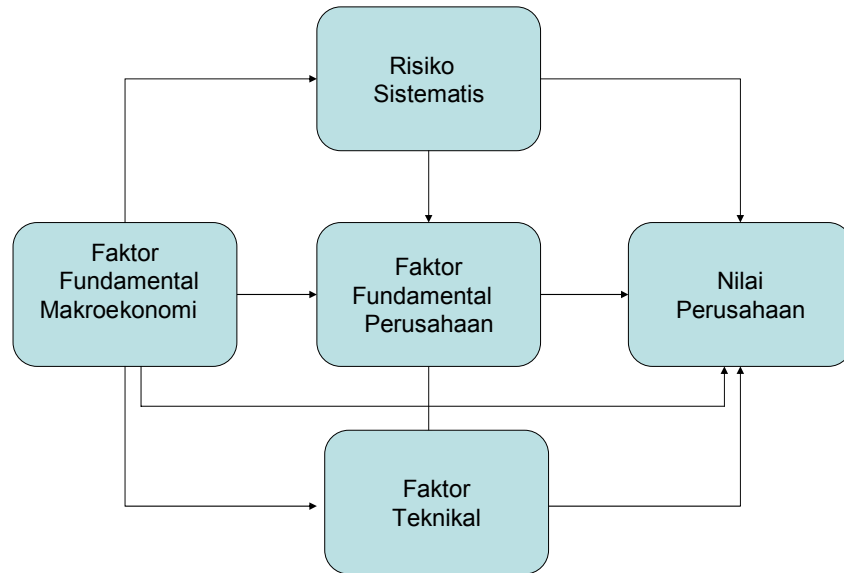 Risiko
Sistematis
Faktor
Fundamental
Makroekonomi
Faktor
Fundamental
Perusahaan
Nilai
Perusahaan
Faktor
Teknikal